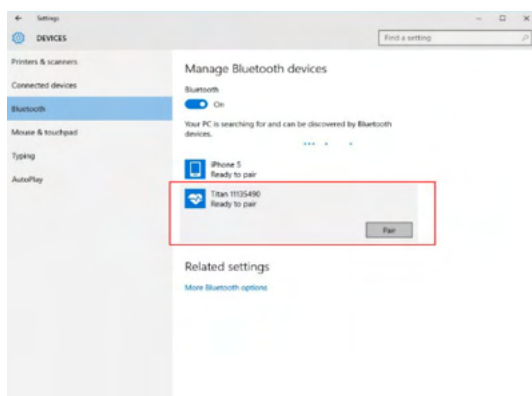 Settings
DEVICES
Find a setting
Printers & scanners
Connected devices
Bluetooth
Mouse & touchpad
Typing
AutoPlay
Manage Bluetooth devices
Bluetooth
On
Your PC is searching for and can be discovered by Bluetooth
devices.
iPhone 5
Ready to pair
Titan 11135490
Ready to pair
Pair
Related settings
More Bluetooth options